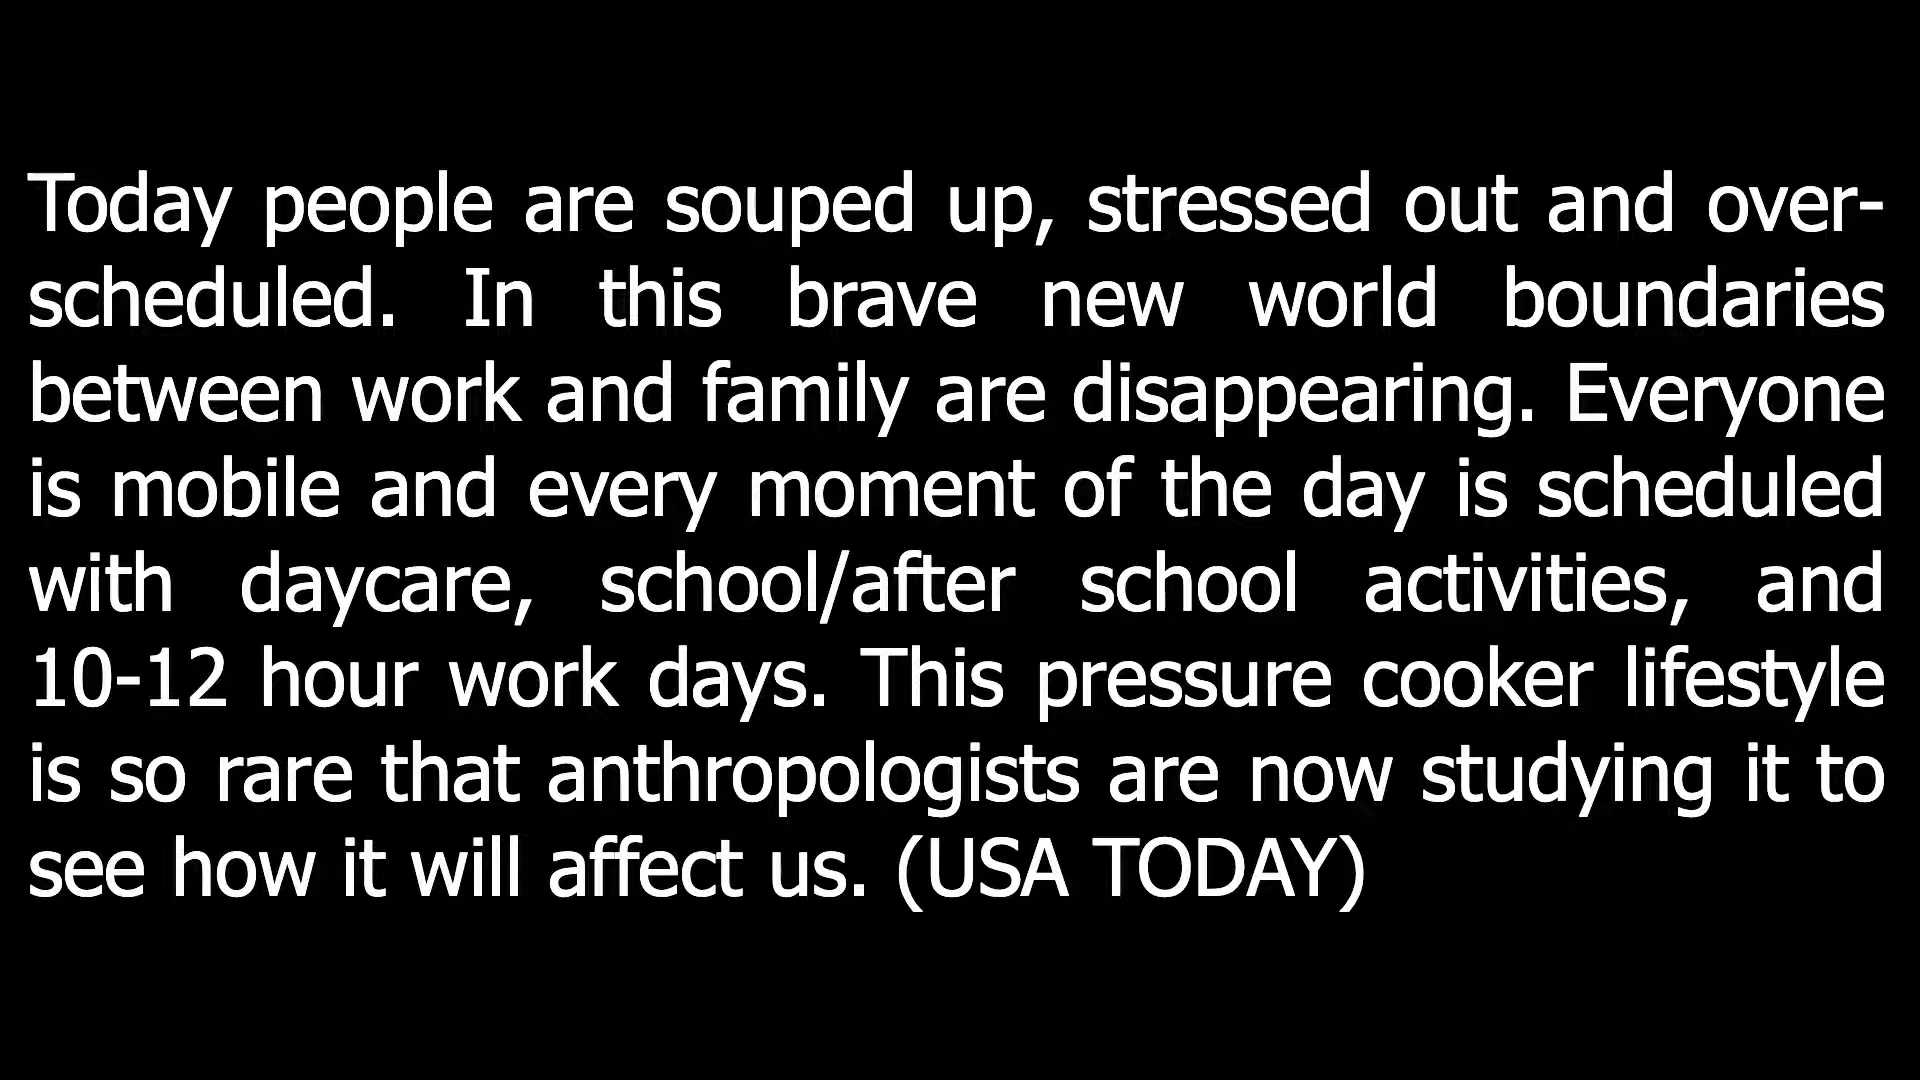 Today people are souped up, stressed out and over-
scheduled. In this brave new world boundaries
between work and family are disappearing. Everyone
is mobile and every moment of the day is scheduled
with daycare, school/after school activities, and
10-12 hour work days. This pressure cooker lifestyle
is so rare that anthropologists are now studying it to
see how it will affect us. (USA TODAY)